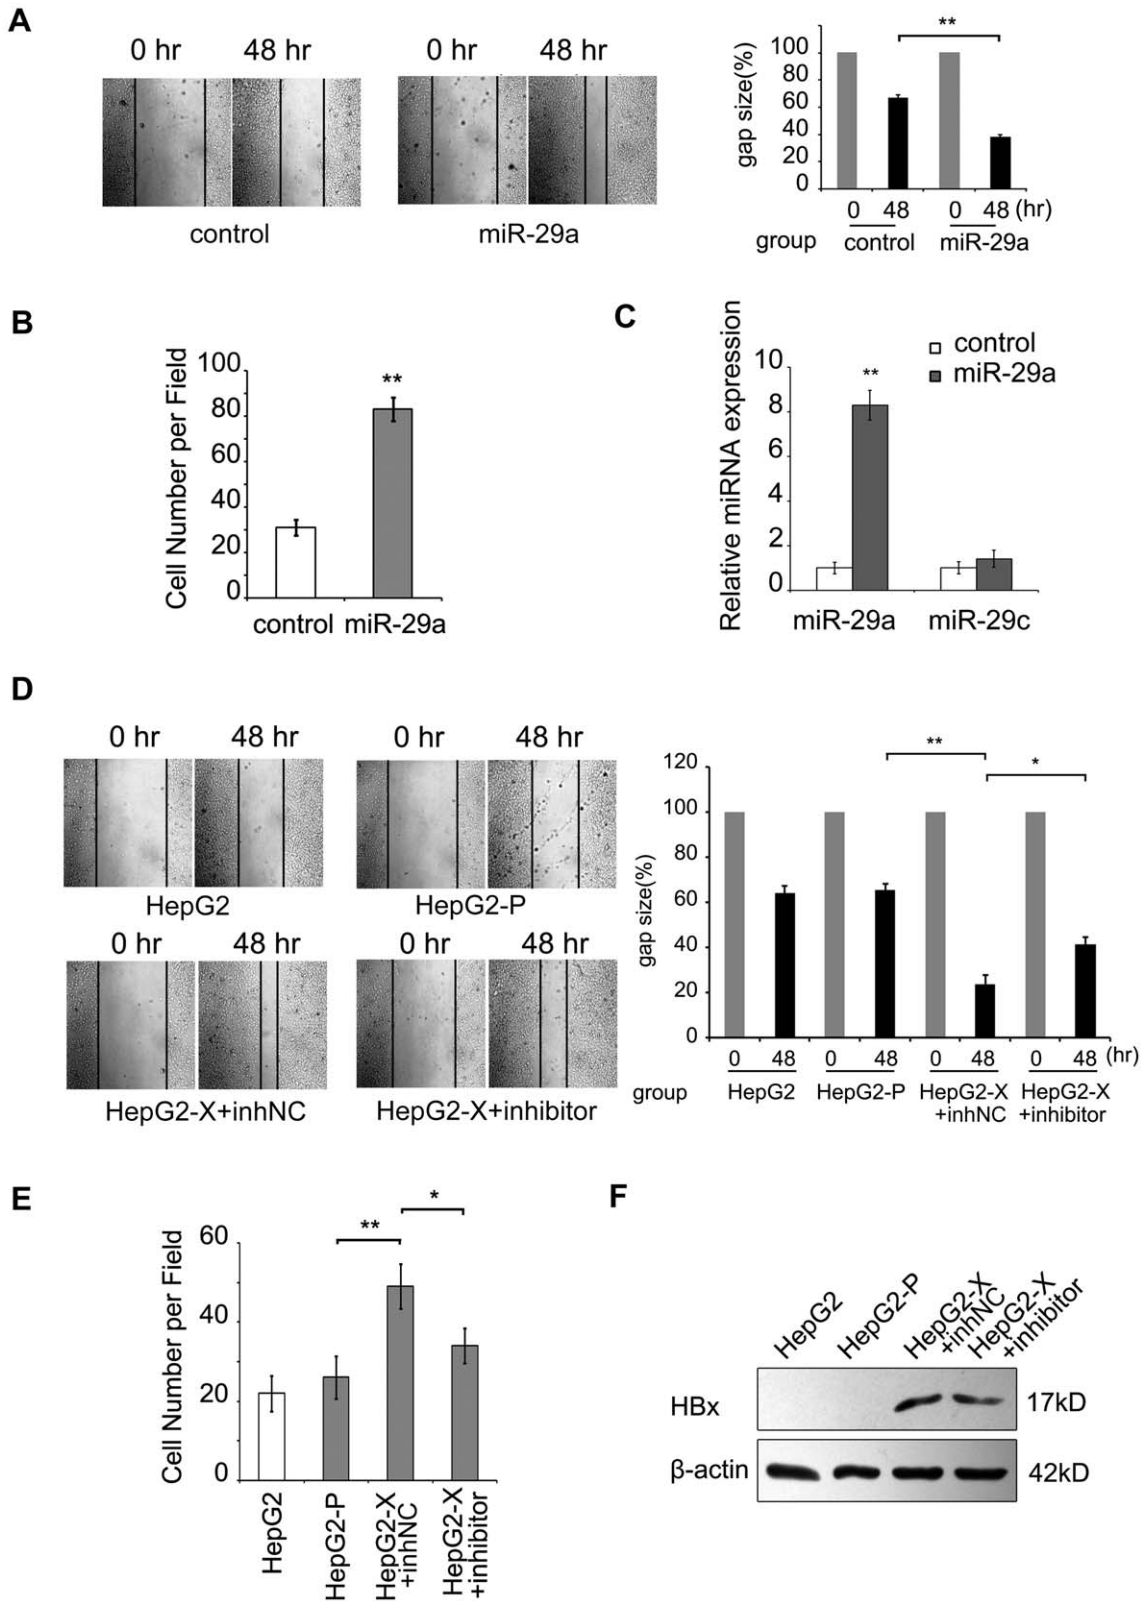 A
0 hr 48 hr 0 hr 48 hr
control miR-29a
**
gap size(%)
100
80
60
40
20
0
0 48 0 48 (hr)
group control miR-29a
B
Cell Number per Field
100
80
60
40
20
0
**
control miR-29a
C
Relative miRNA expression
10
8
6
4
2
0
**
control
miR-29a
miR-29a miR-29c
D
0 hr 48 hr 0 hr 48 hr
HepG2 HepG2-P
0 hr 48 hr 0 hr 48 hr
HepG2-X+inhNC HepG2-X+inhibitor
** *
gap size(%)
120
100
80
60
40
20
0
0 48 0 48 0 48 0 48 (hr)
group HepG2 HepG2-P HepG2-X HepG2-X
+inhNC +inhibitor
E
Cell Number per Field
60
40
20
0
** *
HepG2
HepG2-P
HepG2-X
+inhNC
HepG2-X
+inhibitor
F
HepG2
HepG2-P
HepG2-X
+inhNC
HepG2-X
+inhibitor
HBx 17kD
β-actin 42kD